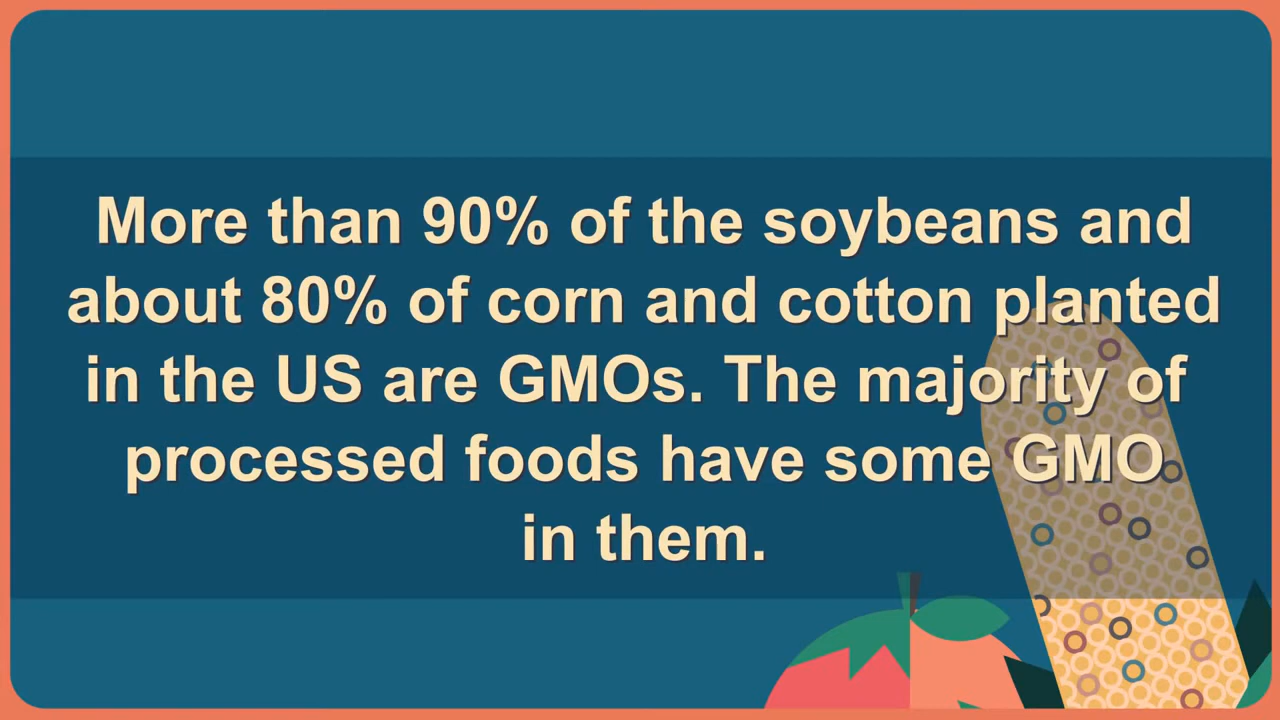 More than 90% of the soybeans and
about 80% of corn and cotton planted
in the US are GMOs. The majority of
processed foods have some GMO
in them.